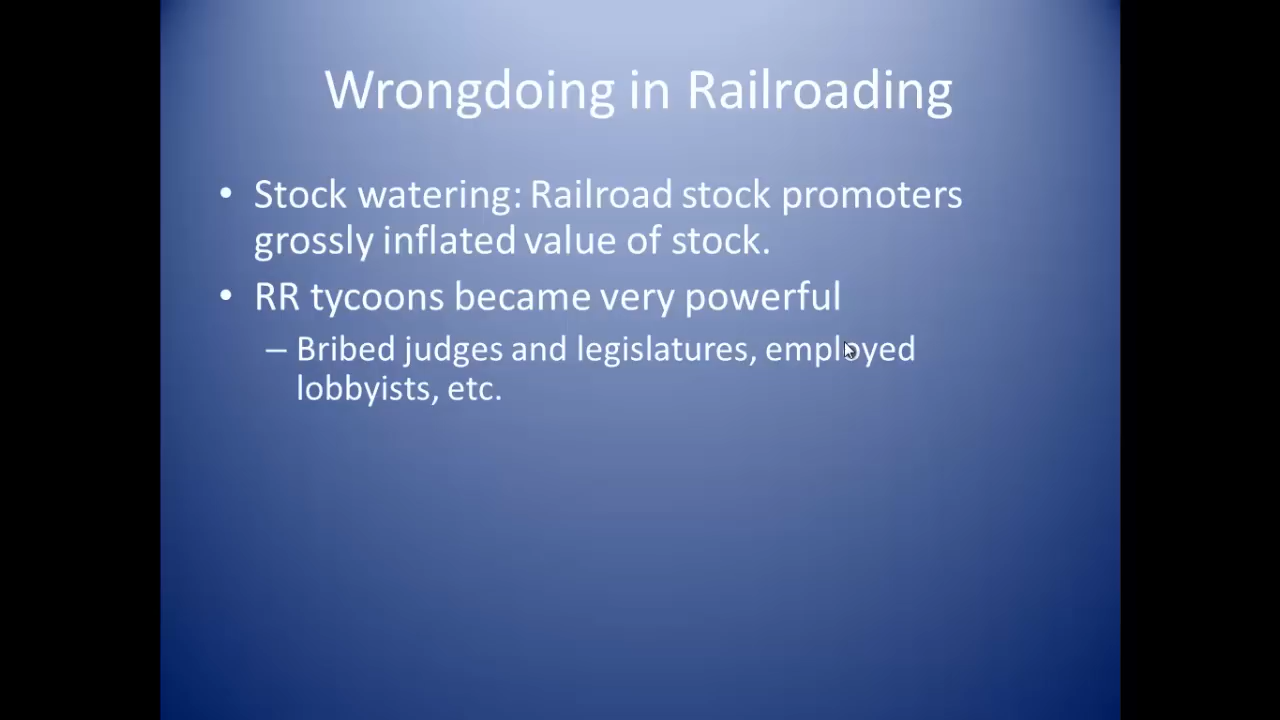 Wrongdoing in Railroading
• Stock watering: Railroad stock promoters
grossly inflated value of stock.
• RR tycoons became very powerful
– Bribed judges and legislatures, employed
lobbyists, etc.